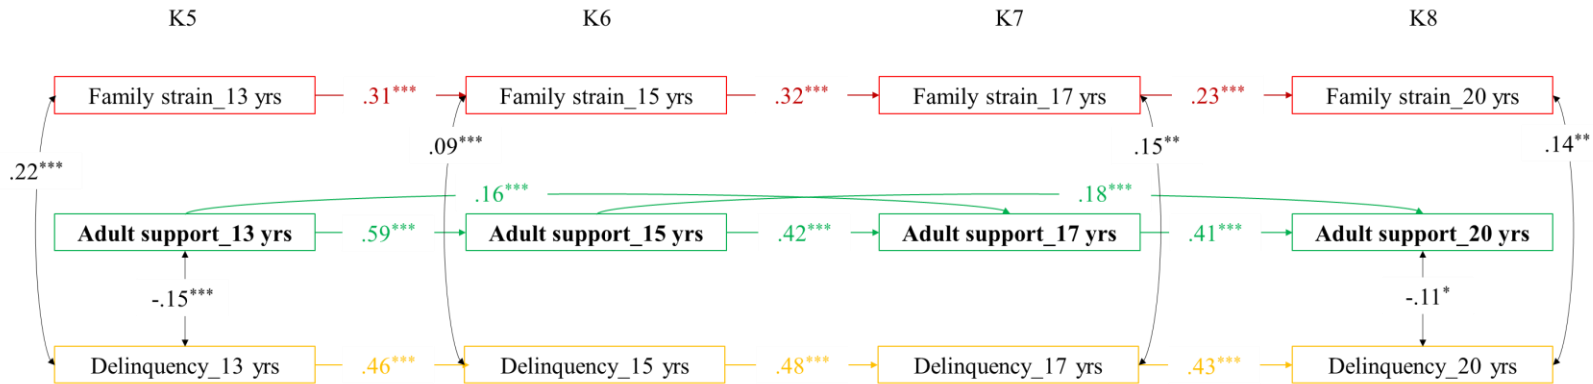 K5 K6 K7 K8
Family strain_13 yrs .31*** Family strain_15 yrs .32*** Family strain_17 yrs .23*** Family strain_20 yrs
.22*** .09*** .15** .14**
.16*** .18***
Adult support_13 yrs .59*** Adult support_15 yrs .42*** Adult support_17 yrs .41*** Adult support_20 yrs
-.15*** -.11*
Delinquency_13 yrs .46*** Delinquency_15 yrs .48*** Delinquency_17 yrs .43*** Delinquency_20 yrs